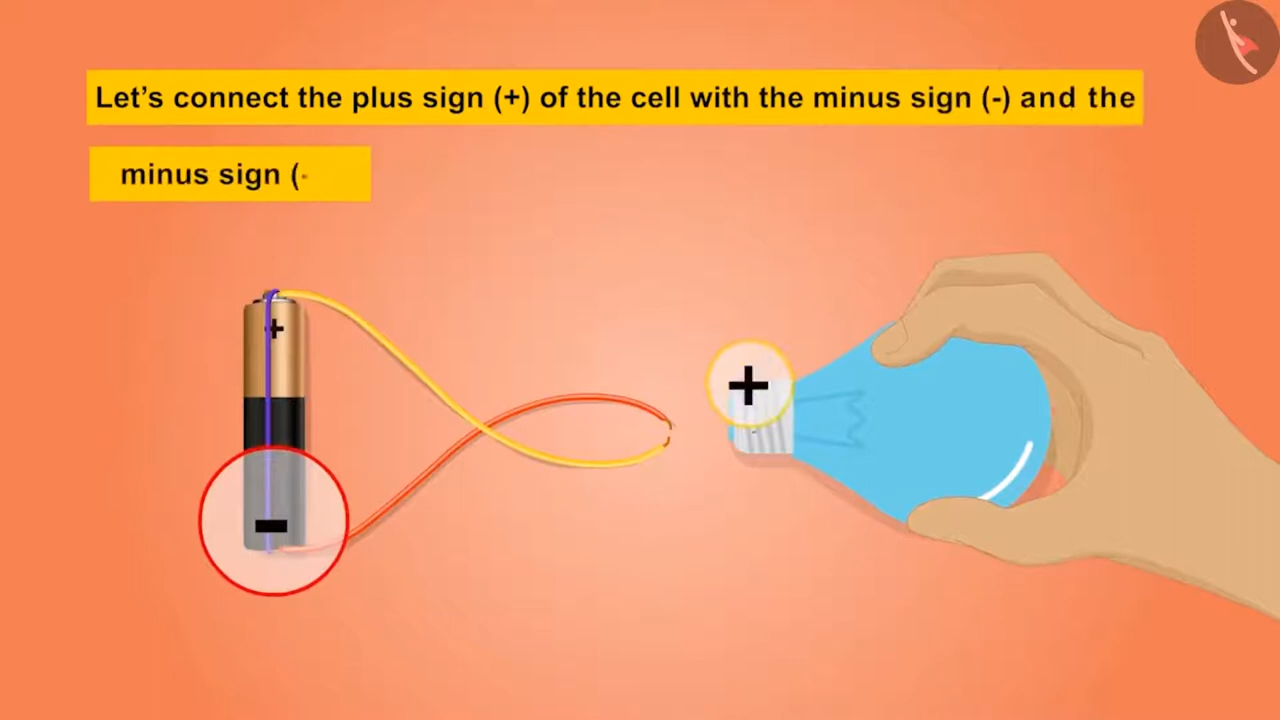 Let’s connect the plus sign (+) of the cell with the minus sign (-) and the
minus sign (-
+
-
+